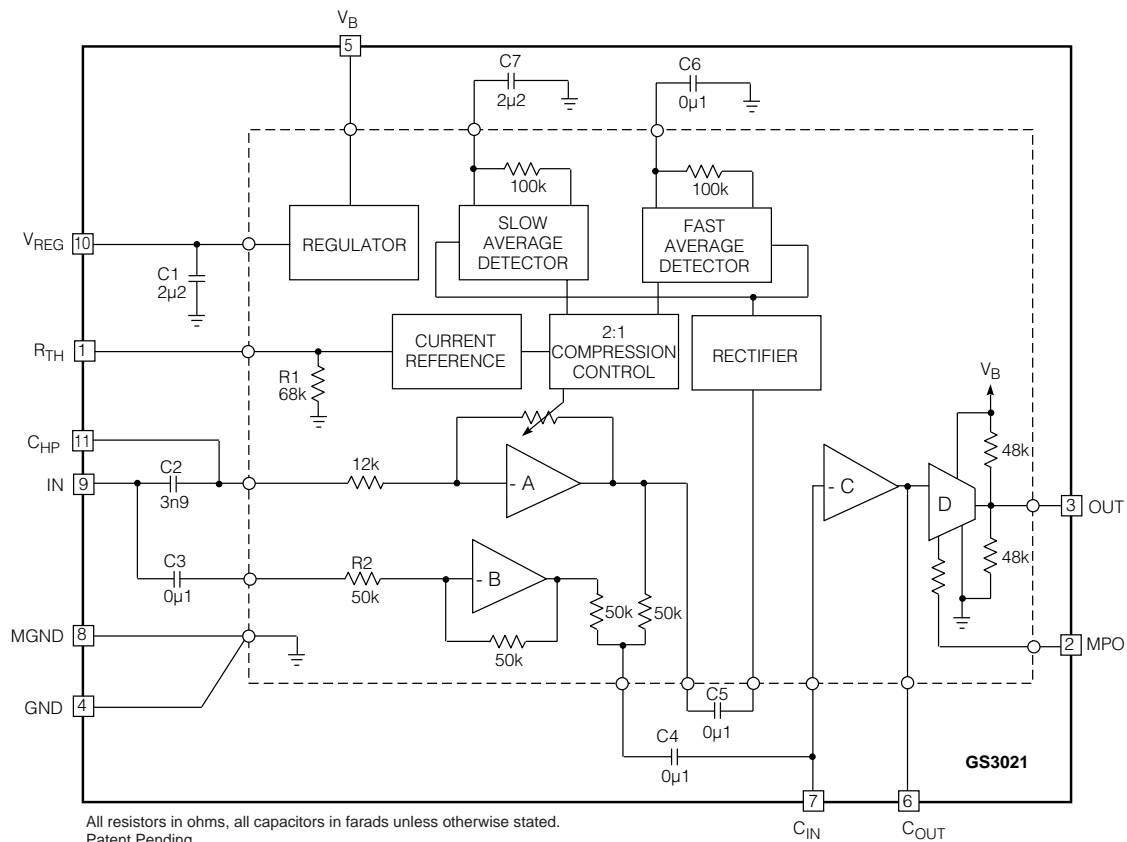 VB
5
C7
2µ2
C6
0µ1
100k
100k
VREG
10
C1
2µ2
REGULATOR
SLOW
AVERAGE
DETECTOR
FAST
AVERAGE
DETECTOR
RTH
1
R1
68k
CURRENT
REFERENCE
2:1
COMPRESSION
CONTROL
RECTIFIER
VB
48k
CHP
11
IN
9
C2
3n9
12k
- A
- C
D
3
OUT
48k
C3
0µ1
R2
50k
- B
50k
50k
50k
MGND
8
2
MPO
GND
4
C5
0µ1
C4
0µ1
GS3021
7
6
CIN
COUT
All resistors in ohms, all capacitors in farads unless otherwise stated.
Patent Pending